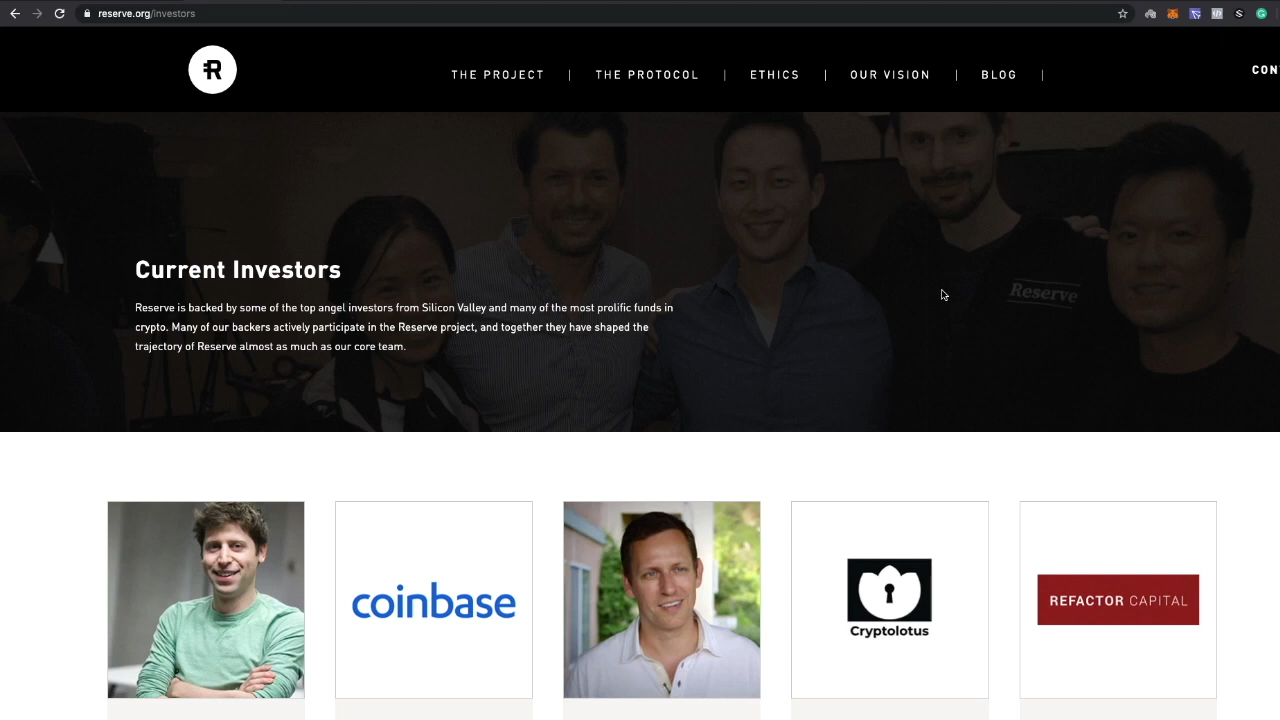 reserve.org/investors
THE PROJECT | THE PROTOCOL | ETHICS | OUR VISION | BLOG |
CON
Current Investors
Reserve is backed by some of the top angel investors from Silicon Valley and many of the most prolific funds in
crypto. Many of our backers actively participate in the Reserve project, and together they have shaped the
trajectory of Reserve almost as much as our core team.
Reserve
coinbase
Cryptolotus
REFACTOR CAPITAL